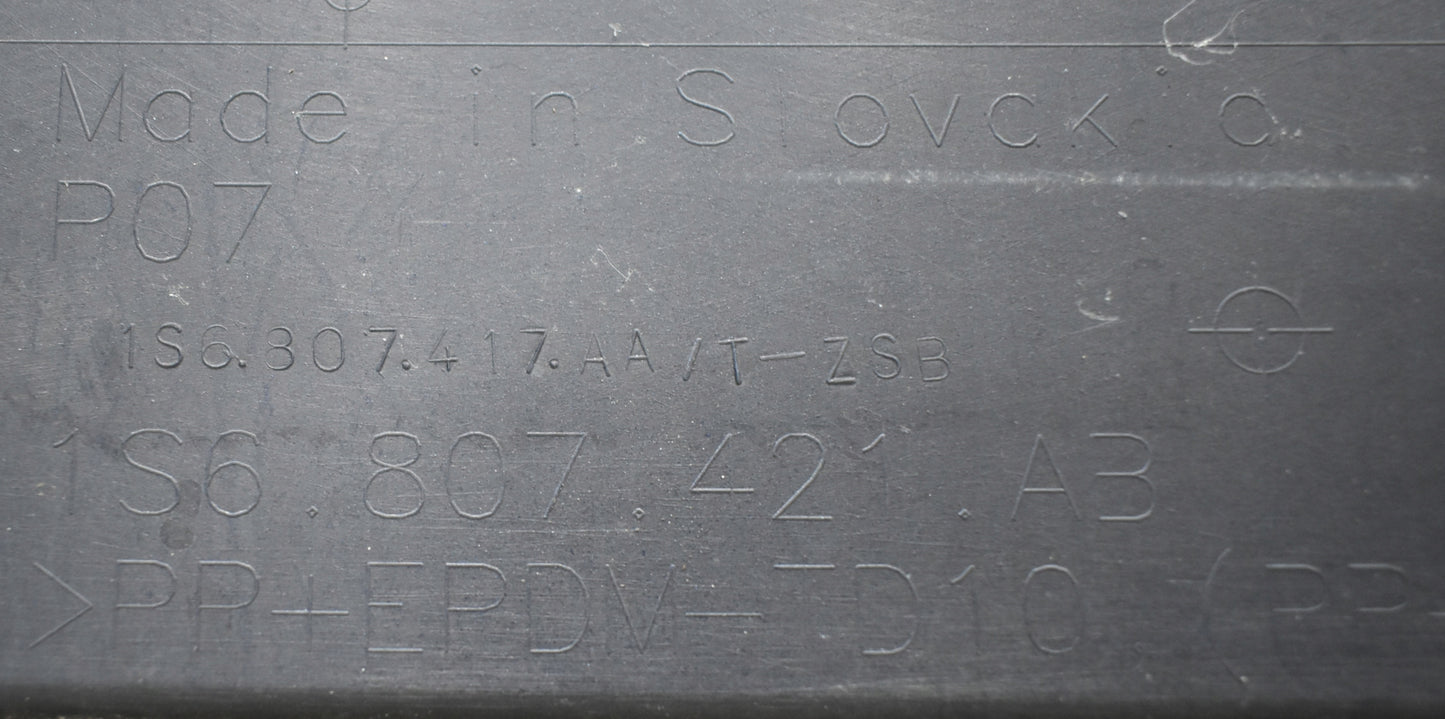 Made in Slovakia
P07
1S6.807.417.AA/T-ZSB
1S6.807.421.AB
>PP+EPDM-TD10 (PP-